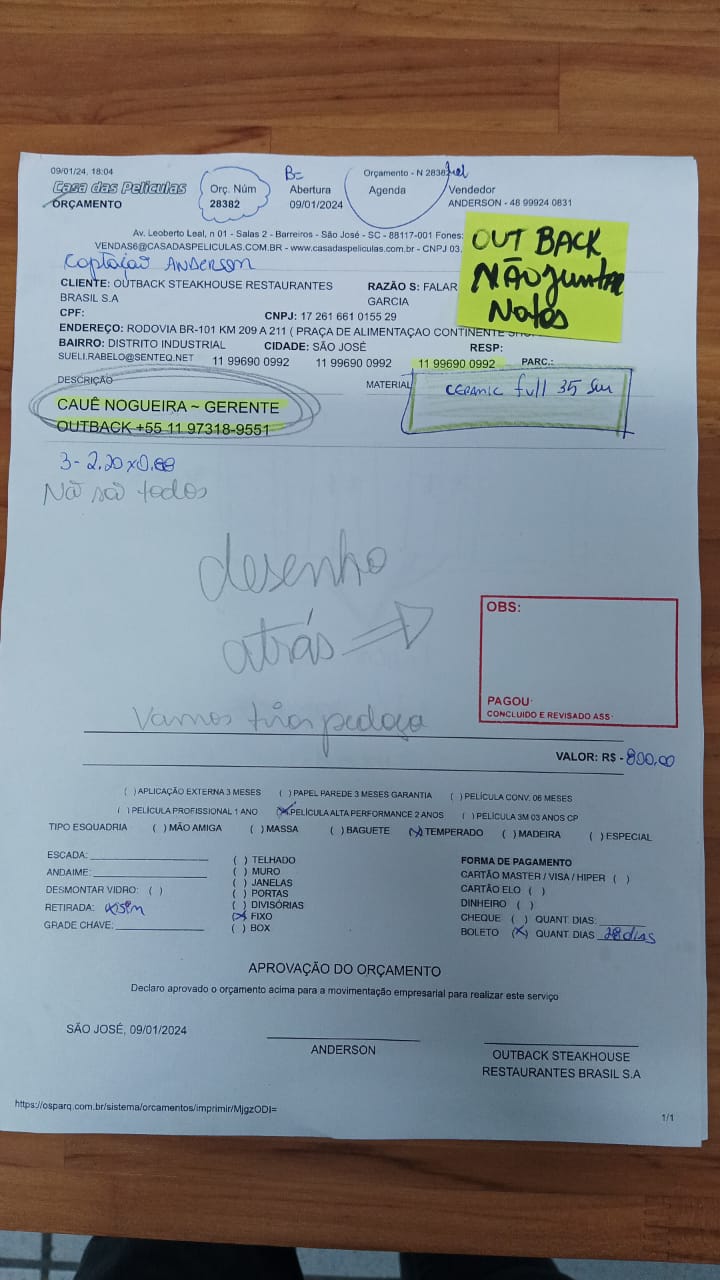 09/01/24, 18:04
Orçamento - N 28382
Casa das Películas
ORÇAMENTO
Orç. Núm
28382
B=
Abertura
09/01/2024
Agenda
Vendedor
ANDERSON - 48 99924 0831
Av. Leoberto Leal, n 01 - Salas 2 - Barreiros - São José - SC - 88117-001 Fones:
VENDAS6@CASADASPELICULAS.COM.BR - www.casadaspeliculas.com.br - CNPJ 03.
OUT BACK
NÃO juntar
Notas
Captação ANDERSON
CLIENTE: OUTBACK STEAKHOUSE RESTAURANTES BRASIL S.A
RAZÃO S: FALAR
GARCIA
CPF:
CNPJ: 17 261 661 0155 29
ENDEREÇO: RODOVIA BR-101 KM 209 A 211 ( PRAÇA DE ALIMENTAÇAO CONTINENTE
BAIRRO: DISTRITO INDUSTRIAL
CIDADE: SÃO JOSÉ
RESP:
SUELI.RABELO@SENTEQ.NET
11 99690 0992
11 99690 0992
11 99690 0992
PARC.:
DESCRIÇÃO
MATERIAL
CERAMIC full 35
CAUÊ NOGUEIRA ~ GERENTE
OUTBACK +55 11 97318-9551
3 - 2.20 x 0.88
Não são todos
desenho
atrás
OBS:
PAGOU:
CONCLUIDO E REVISADO ASS:
Vamos tirar pedaço
VALOR: R$ - 800,00
( ) APLICAÇÃO EXTERNA 3 MESES ( ) PAPEL PAREDE 3 MESES GARANTIA ( ) PELÍCULA CONV. 06 MESES
( ) PELÍCULA PROFISSIONAL 1 ANO (X) PELÍCULA ALTA PERFORMANCE 2 ANOS ( ) PELÍCULA 3M 03 ANOS CP
TIPO ESQUADRIA ( ) MÃO AMIGA ( ) MASSA ( ) BAGUETE (X) TEMPERADO ( ) MADEIRA ( ) ESPECIAL
ESCADA:
ANDAIME:
DESMONTAR VIDRO: ( )
RETIRADA: (x) sim
GRADE CHAVE:
( ) TELHADO
( ) MURO
( ) JANELAS
( ) PORTAS
( ) DIVISÓRIAS
(X) FIXO
( ) BOX
FORMA DE PAGAMENTO
CARTÃO MASTER / VISA / HIPER ( )
CARTÃO ELO ( )
DINHEIRO ( )
CHEQUE ( ) QUANT. DIAS:
BOLETO (X) QUANT. DIAS 28 dias
APROVAÇÃO DO ORÇAMENTO
Declaro aprovado o orçamento acima para a movimentação empresarial para realizar este serviço
SÃO JOSÉ, 09/01/2024
ANDERSON
OUTBACK STEAKHOUSE
RESTAURANTES BRASIL S.A
https://osparq.com.br/sistema/orcamentos/imprimir/MjgzODI=
1/1